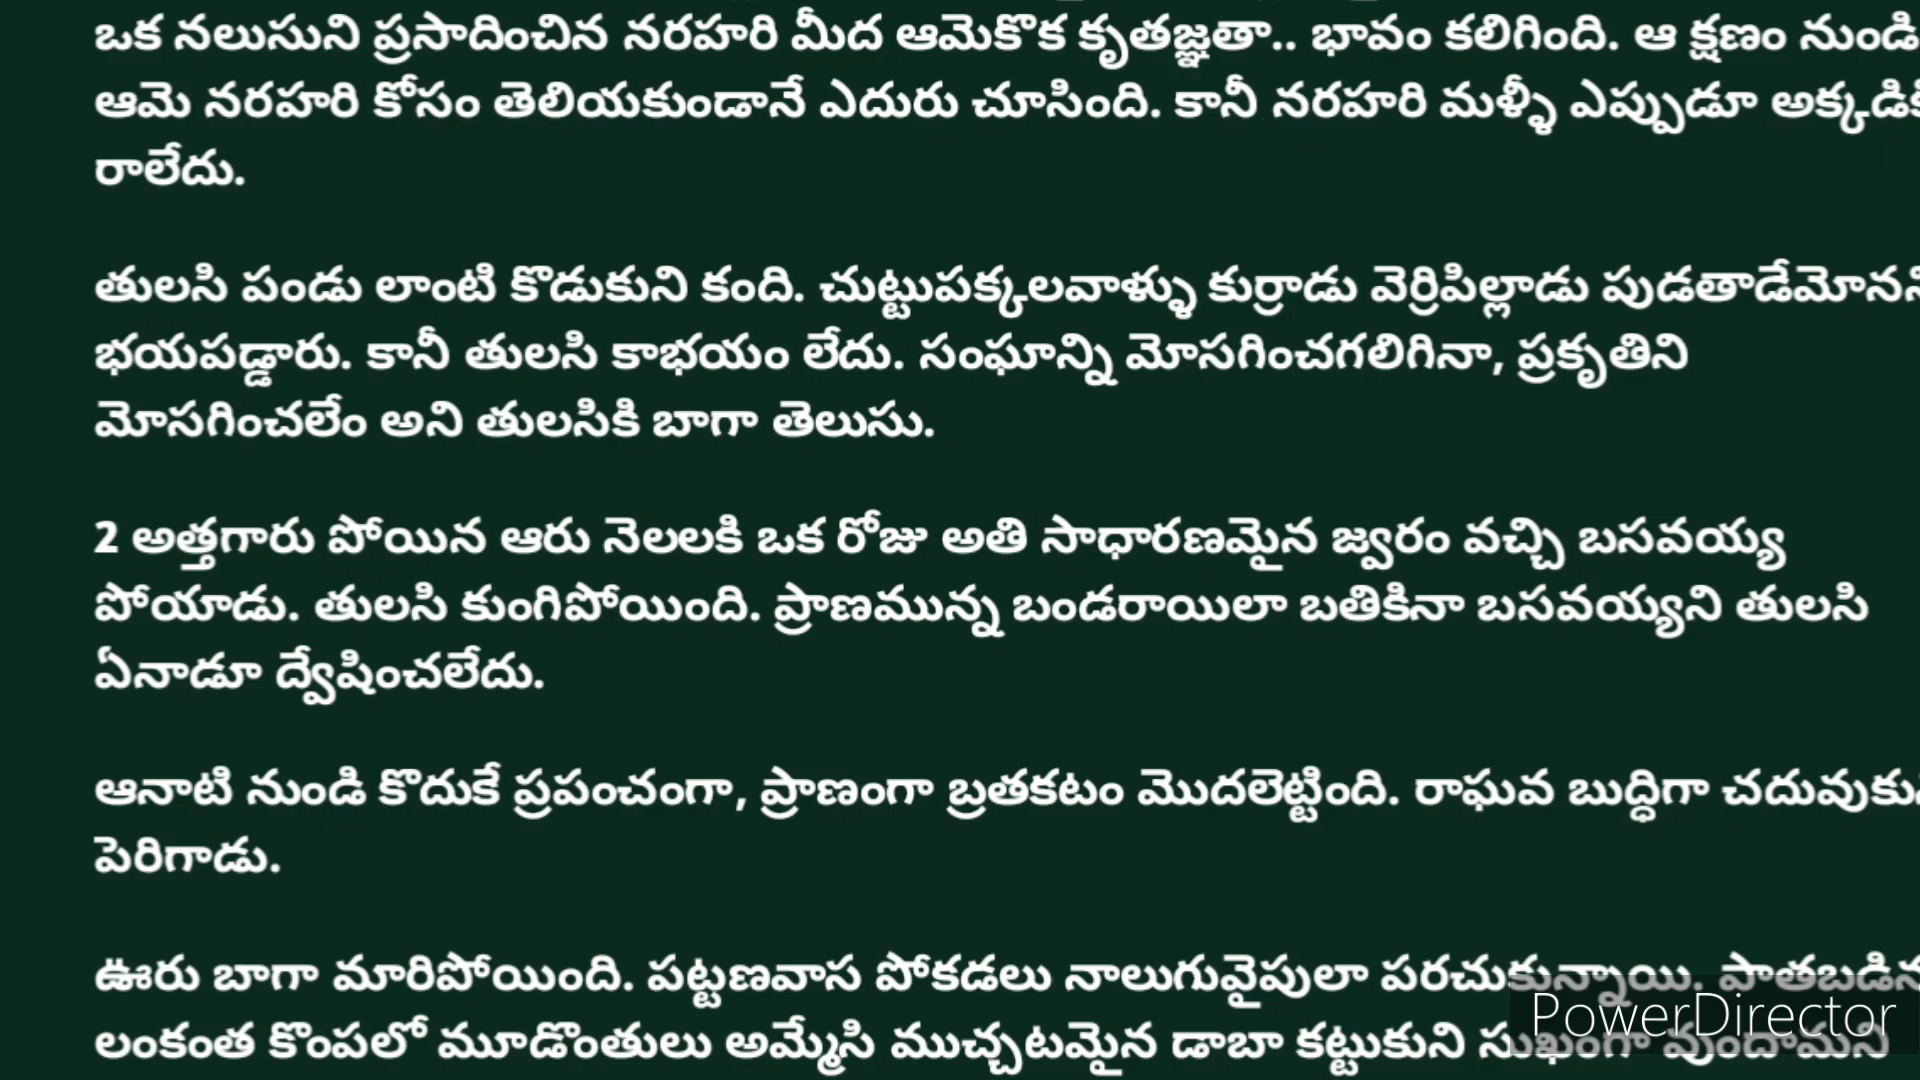 ఒక నలుసుని ప్రసాదించిన నరహరి మీద ఆమెకొక కృతజ్ఞతా.. భావం కలిగింది. ఆ క్షణం నుండి
ఆమె నరహరి కోసం తెలియకుండానే ఎదురు చూసింది. కానీ నరహరి మళ్ళీ ఎప్పుడూ అక్కడికి
రాలేదు.
తులసి పండు లాంటి కొడుకుని కంది. చుట్టుపక్కలవాళ్ళు కుర్రాడు వెర్రిపిల్లాడు పుడతాడేమోనని
భయపడ్డారు. కానీ తులసి కాభయం లేదు. సంఘాన్ని మోసగించగలిగినా, ప్రకృతిని
మోసగించలేం అని తులసికి బాగా తెలుసు.
2 అత్తగారు పోయిన ఆరు నెలలకి ఒక రోజు అతి సాధారణమైన జ్వరం వచ్చి బసవయ్య
పోయాడు. తులసి కుంగిపోయింది. ప్రాణమున్న బండరాయిలా బతికినా బసవయ్యని తులసి
ఏనాడూ ద్వేషించలేదు.
ఆనాటి నుండి కొదుకే ప్రపంచంగా, ప్రాణంగా బ్రతకటం మొదలెట్టింది. రాఘవ బుద్ధిగా
పెరిగాడు.
ఊరు బాగా మారిపోయింది. పట్టణవాస పోకడలు నాలుగువైపులా పరచుకున్నాయి. పాతబడిన
లంకంత కొంపలో మూడొంతులు అమ్మేసి ముచ్చటమైన డాబా కట్టుకుని సుఖంగా వుందామని
PowerDirector